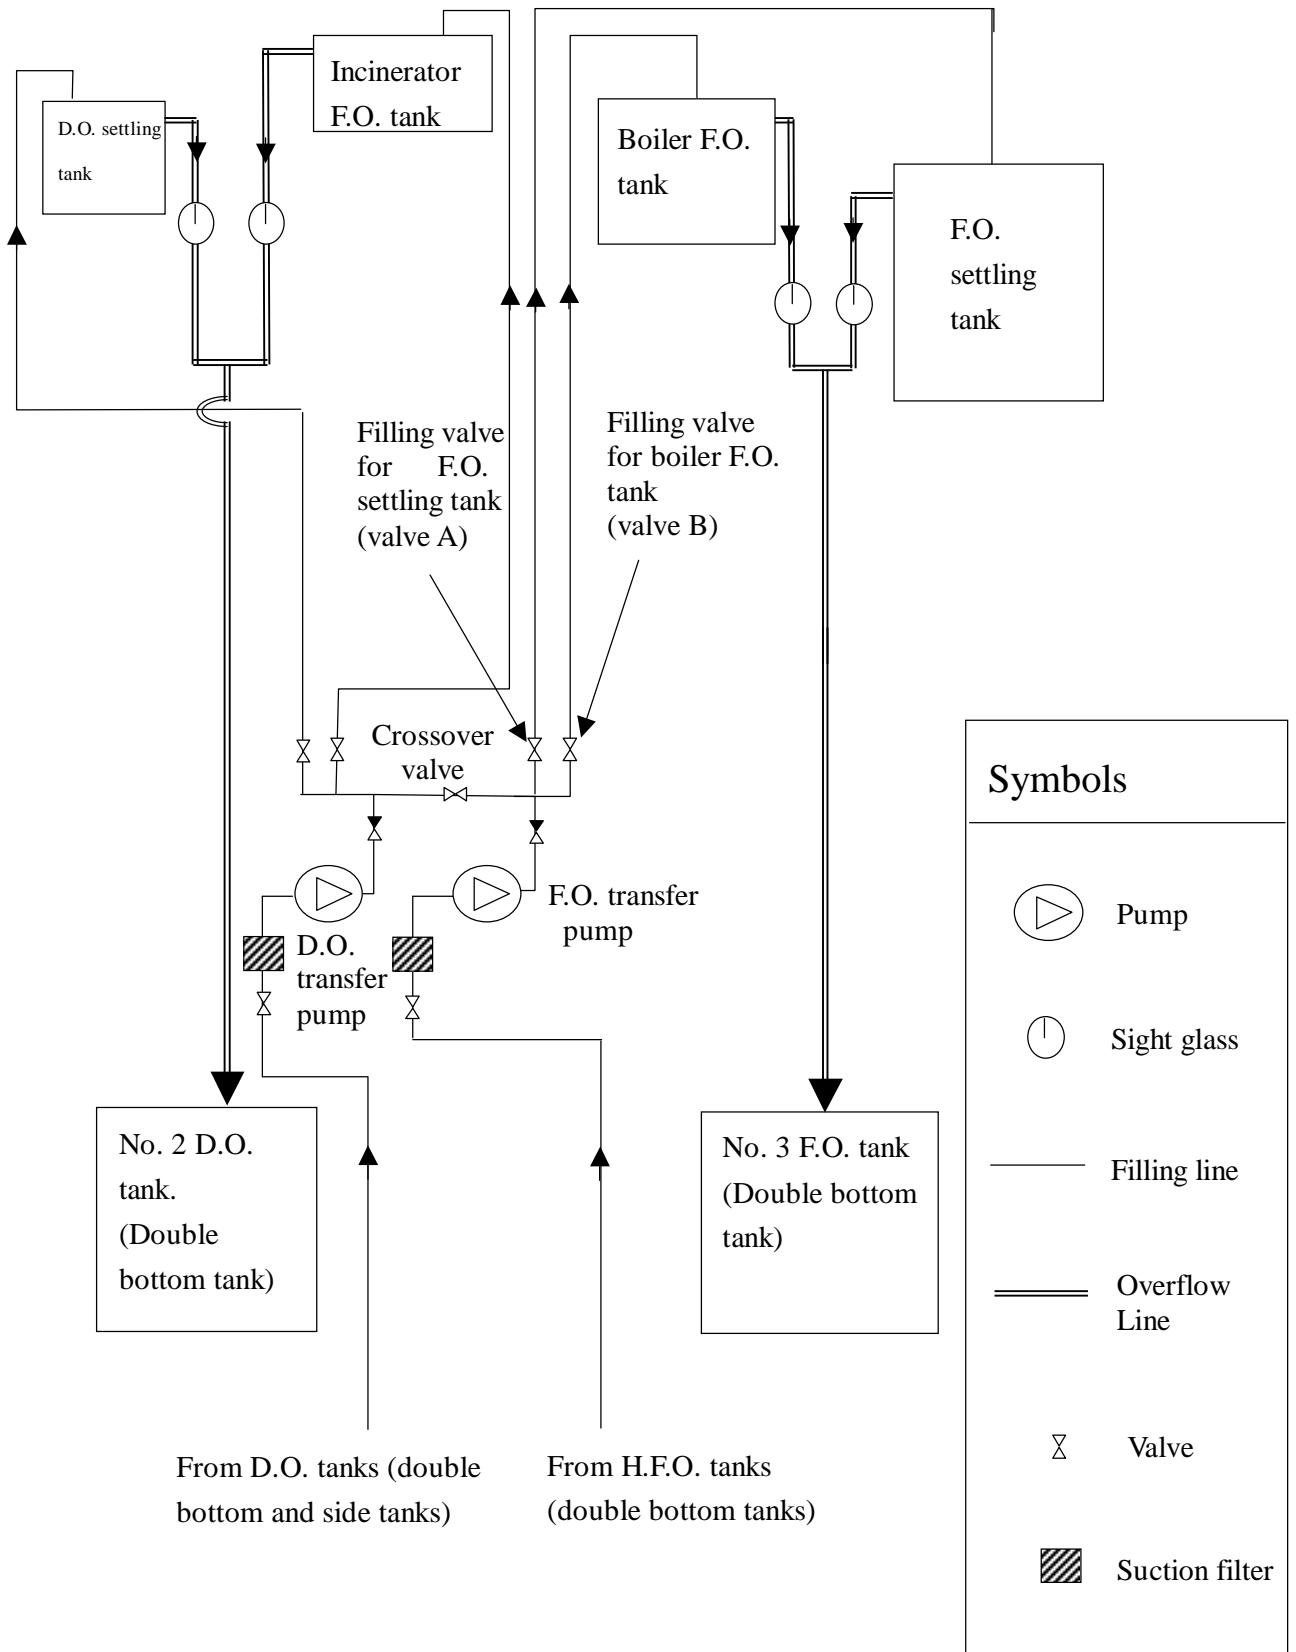 Incinerator
F.O. tank
D.O. settling
tank
Boiler F.O.
tank
F.O.
settling
tank
Filling valve
for F.O.
settling tank
(valve A)
Filling valve
for boiler F.O.
tank
(valve B)
Crossover
valve
F.O. transfer
pump
D.O.
transfer
pump
No. 2 D.O.
tank.
(Double
bottom tank)
No. 3 F.O. tank
(Double bottom
tank)
From D.O. tanks (double
bottom and side tanks)
From H.F.O. tanks
(double bottom tanks)
Symbols
Pump
Sight glass
Filling line
Overflow
Line
Valve
Suction filter